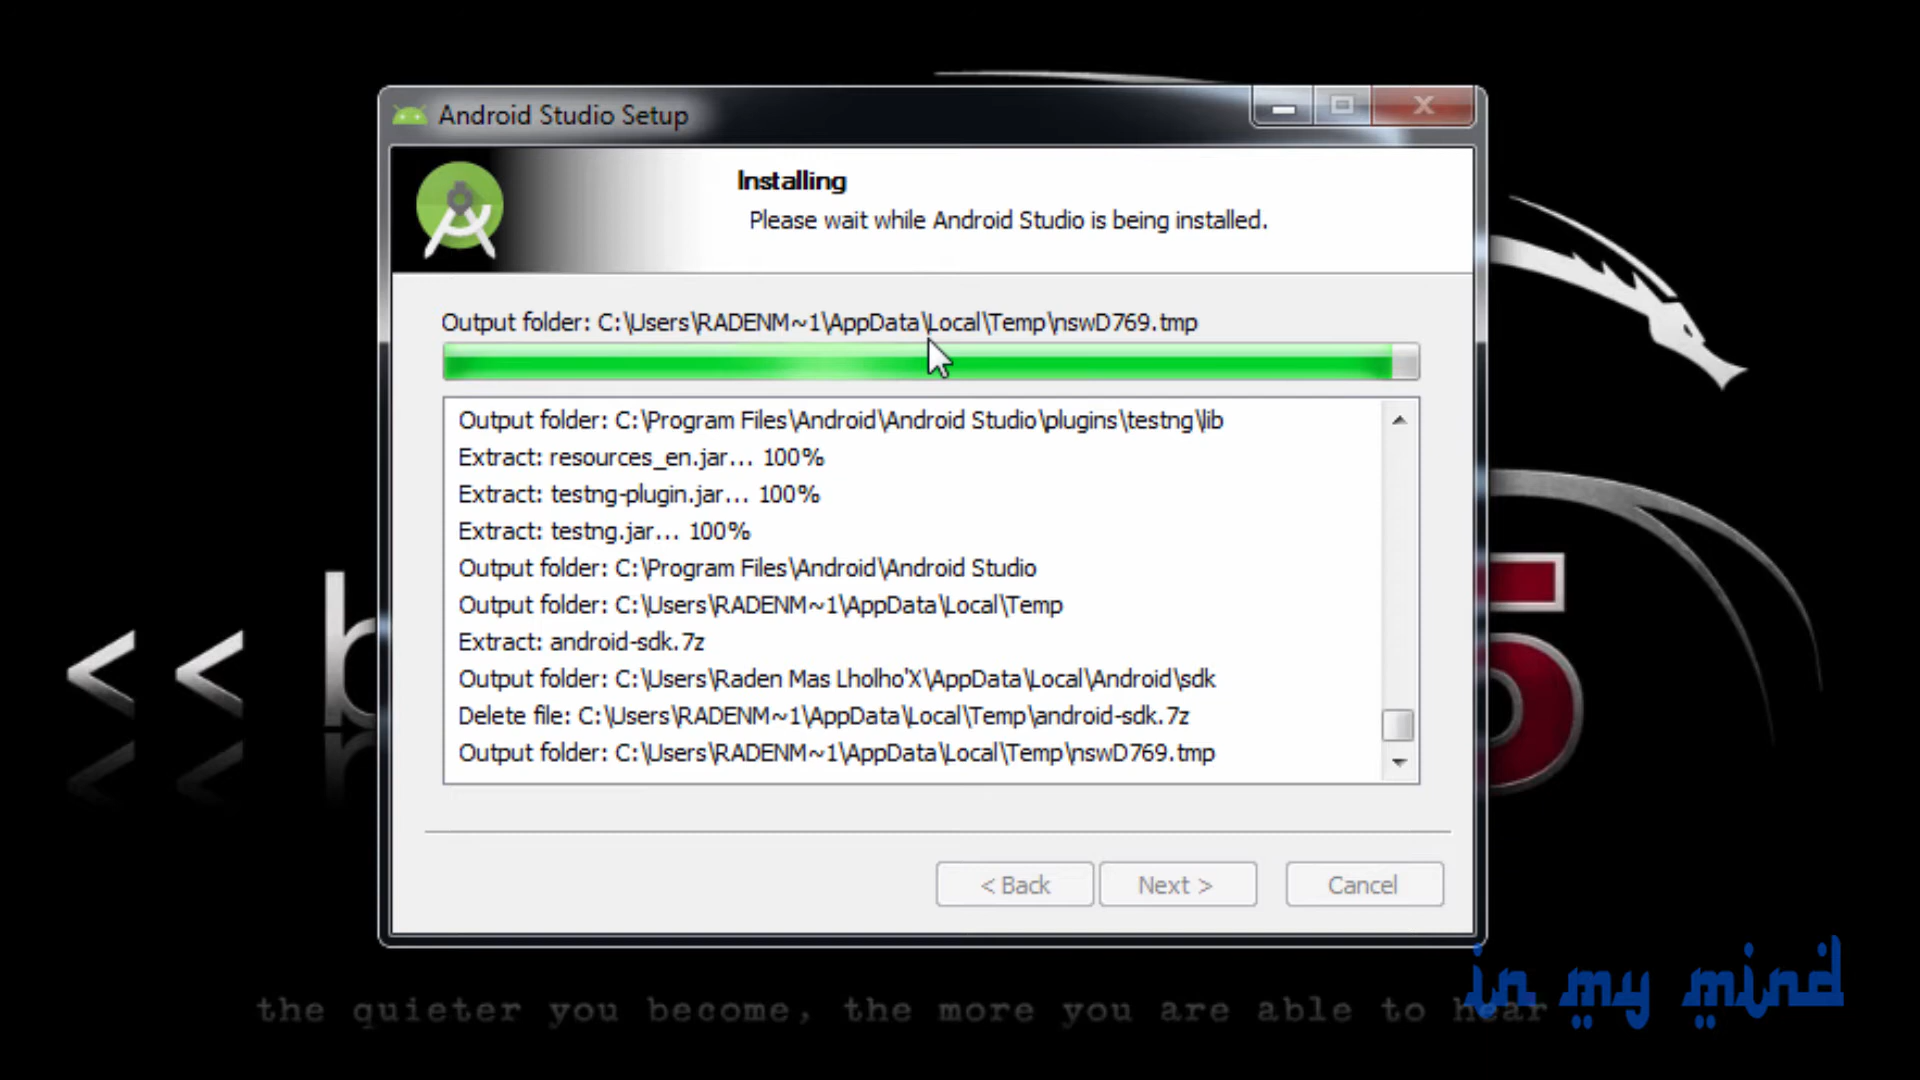 Android Studio Setup
Installing
Please wait while Android Studio is being installed.
Output folder: C:\Users\RADENM~1\AppData\Local\Temp\nswD769.tmp
Output folder: C:\Program Files\Android\Android Studio\plugins\testng\lib
Extract: resources_en.jar... 100%
Extract: testng-plugin.jar... 100%
Extract: testng.jar... 100%
Output folder: C:\Program Files\Android\Android Studio
Output folder: C:\Users\RADENM~1\AppData\Local\Temp
Extract: android-sdk.7z
Output folder: C:\Users\Raden Mas Lholho'X\AppData\Local\Android\sdk
Delete file: C:\Users\RADENM~1\AppData\Local\Temp\android-sdk.7z
Output folder: C:\Users\RADENM~1\AppData\Local\Temp\nswD769.tmp
<< b
5
< Back
Next >
Cancel
in my mind
the quieter you become, the more you are able to hear